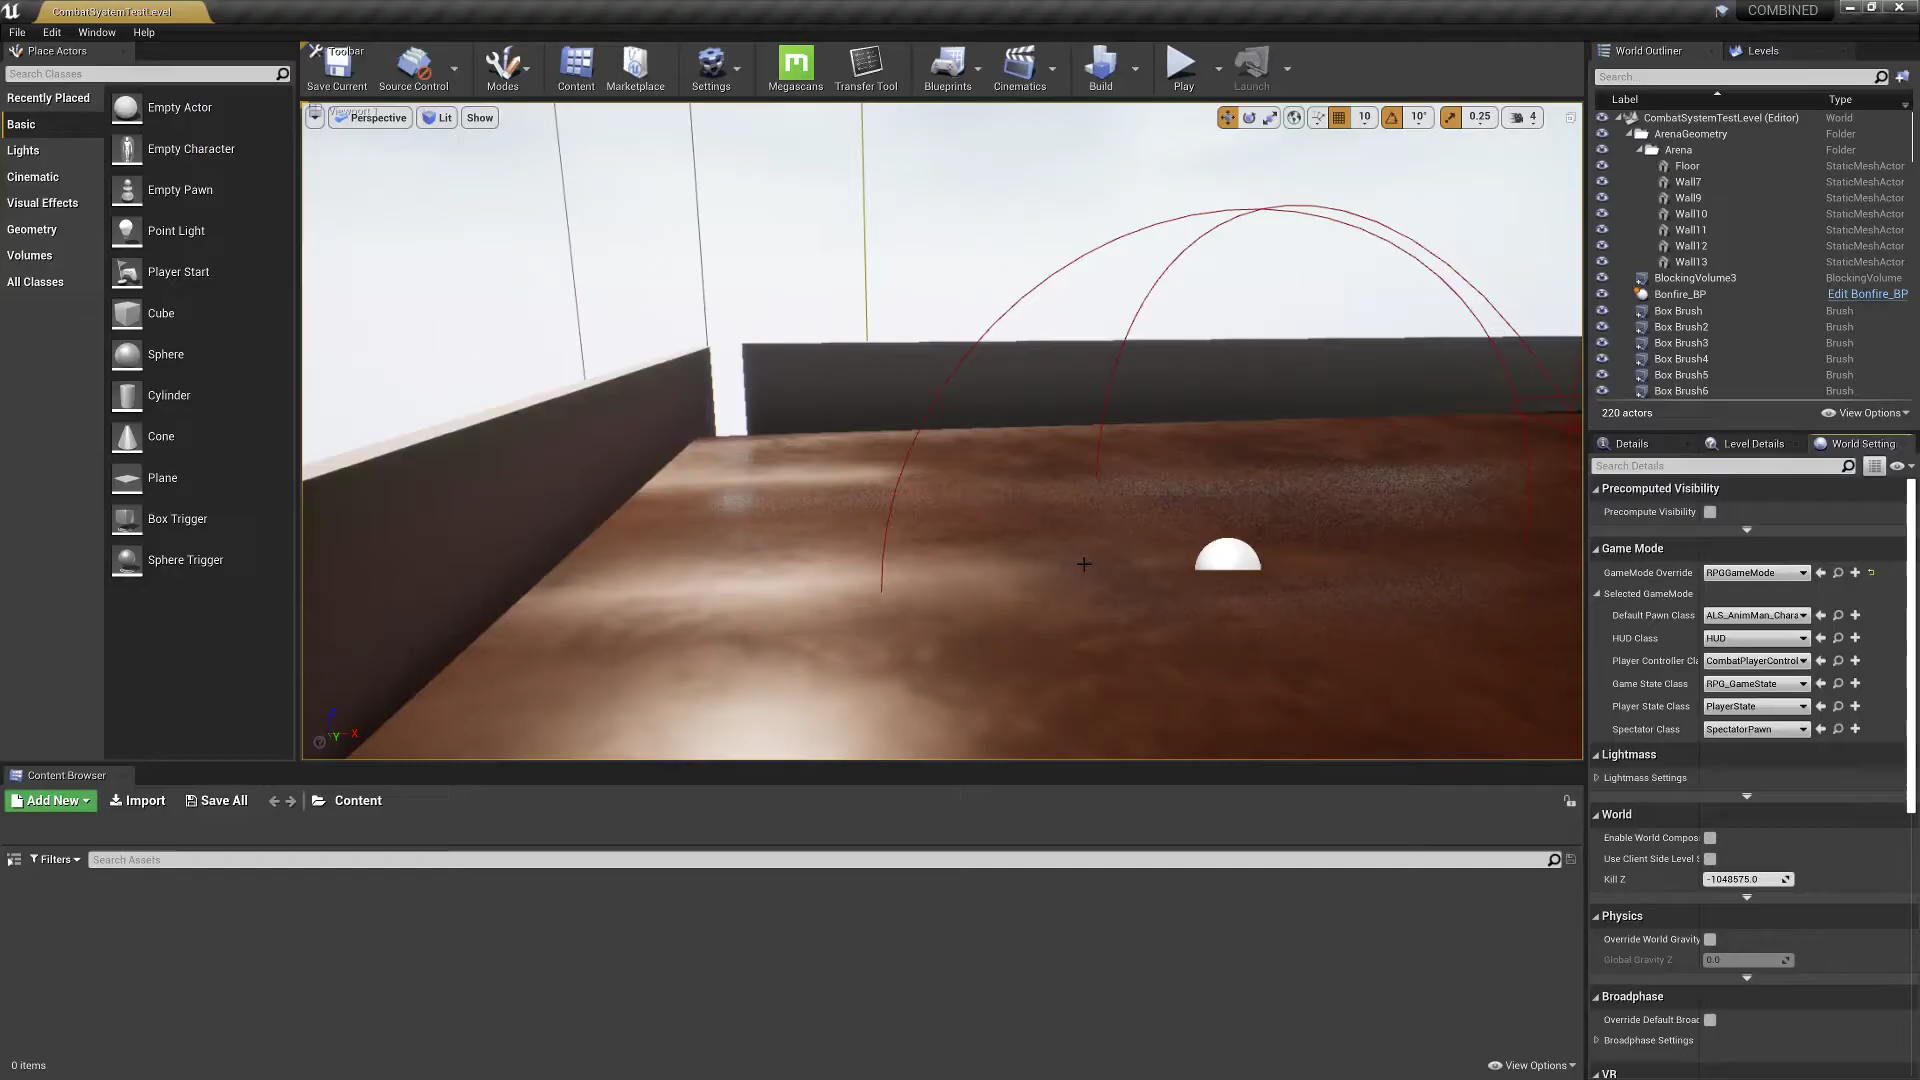 CombatSystemTestLevel
COMBINED
File
Edit
Window
Help
Place Actors
Search Classes
Recently Placed
Basic
Lights
Cinematic
Visual Effects
Geometry
Volumes
All Classes
Empty Actor
Empty Character
Empty Pawn
Point Light
Player Start
Cube
Sphere
Cylinder
Cone
Plane
Box Trigger
Sphere Trigger
Toolbar
Save Current
Source Control
Modes
Content
Marketplace
Settings
Megascans
Transfer Tool
Blueprints
Cinematics
Build
Play
Launch
Viewport 1
Perspective
Lit
Show
10
10°
0.25
4
X
Y
Z
World Outliner
Levels
Search...
Label
Type
CombatSystemTestLevel (Editor)
World
ArenaGeometry
Folder
Arena
Folder
Floor
StaticMeshActor
Wall7
StaticMeshActor
Wall9
StaticMeshActor
Wall10
StaticMeshActor
Wall11
StaticMeshActor
Wall12
StaticMeshActor
Wall13
StaticMeshActor
BlockingVolume3
BlockingVolume
Bonfire_BP
Edit Bonfire_BP
Box Brush
Brush
Box Brush2
Brush
Box Brush3
Brush
Box Brush4
Brush
Box Brush5
Brush
Box Brush6
Brush
220 actors
View Options
Details
Level Details
World Setting
Search Details
Precomputed Visibility
Precompute Visibility
Game Mode
GameMode Override
RPGGameMode
Selected GameMode
Default Pawn Class
ALS_AnimMan_Chara
HUD Class
HUD
Player Controller Cla
CombatPlayerControl
Game State Class
RPG_GameState
Player State Class
PlayerState
Spectator Class
SpectatorPawn
Lightmass
Lightmass Settings
World
Enable World Compos
Use Client Side Level S
Kill Z
-1048575.0
Physics
Override World Gravity
Global Gravity Z
0.0
Broadphase
Override Default Broad
Broadphase Settings
VR
Content Browser
Add New
Import
Save All
Content
Filters
Search Assets
0 items
View Options